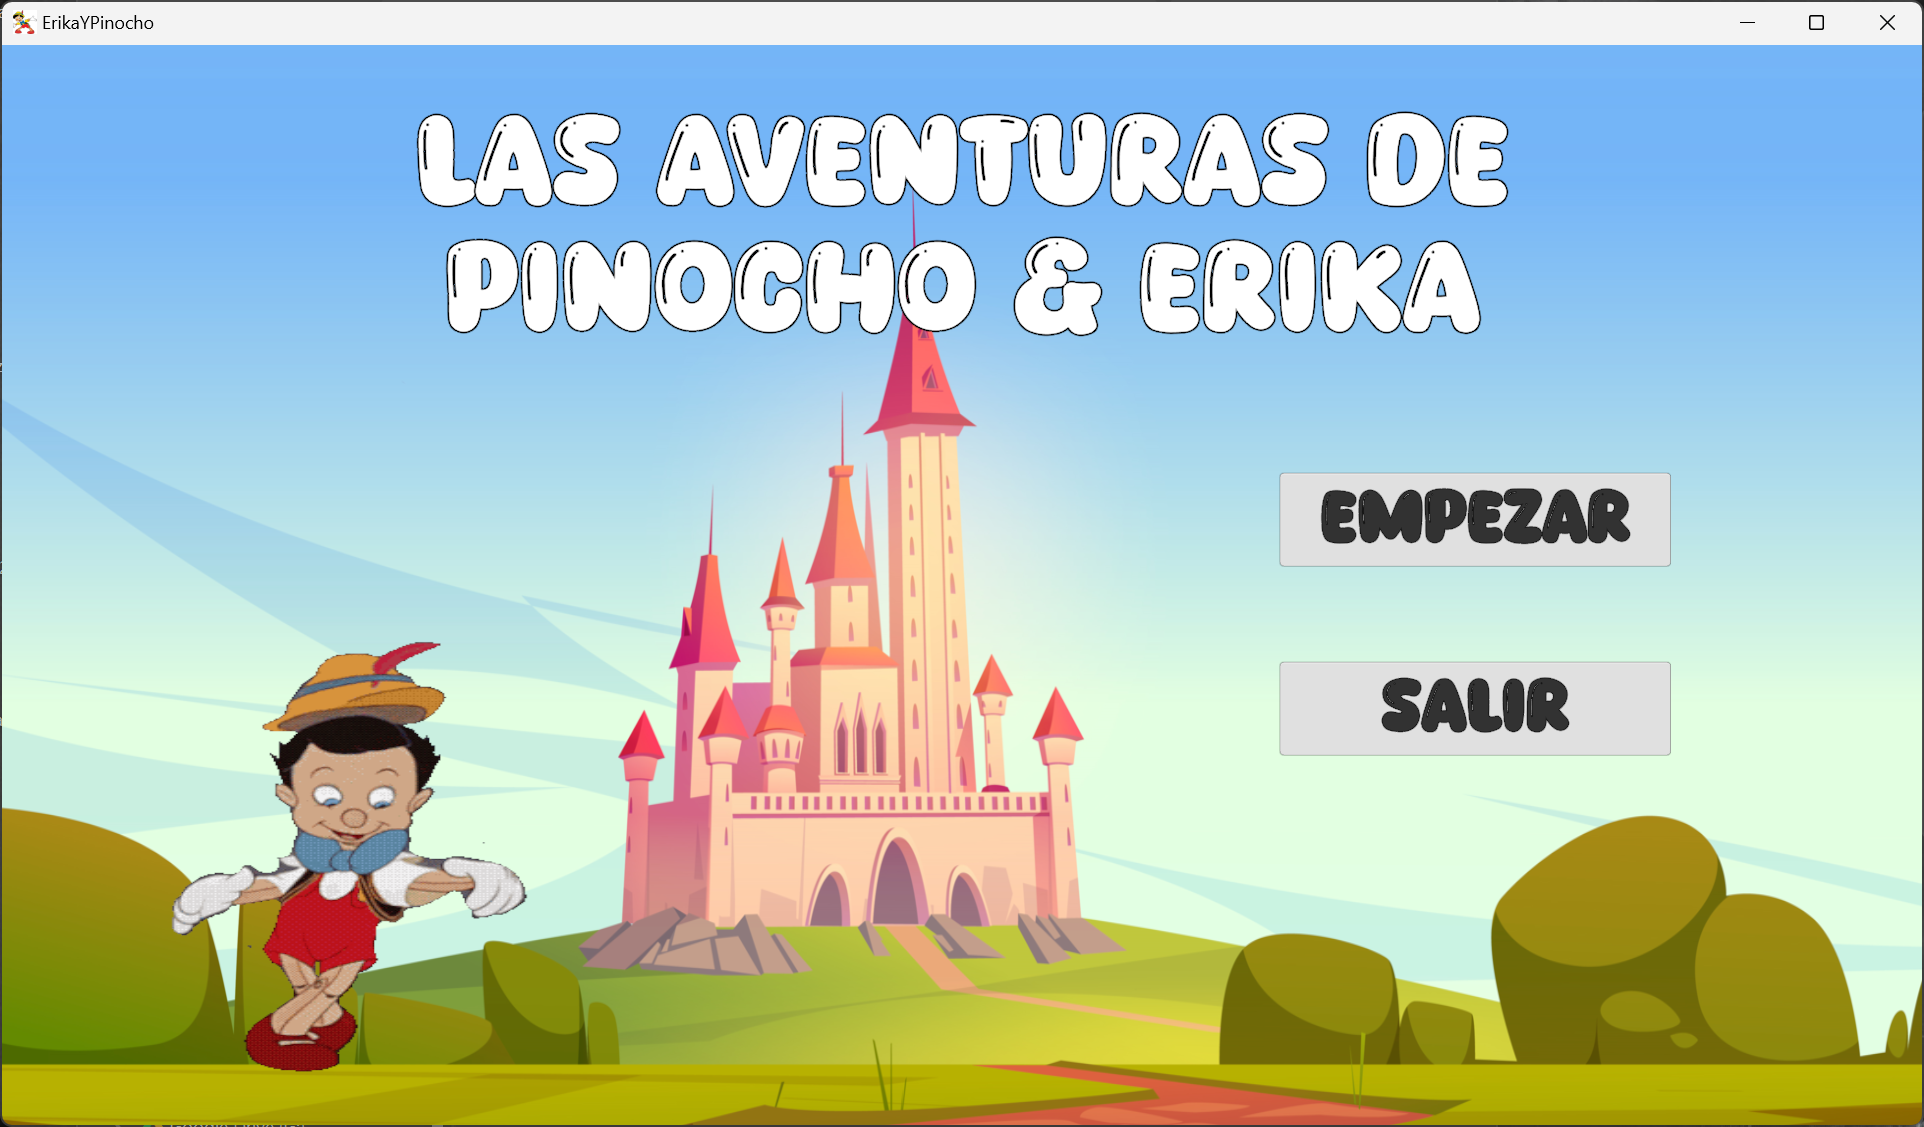 ErikaYPinocho
LAS AVENTURAS DE
PINOCHO & ERIKA
EMPEZAR
SALIR